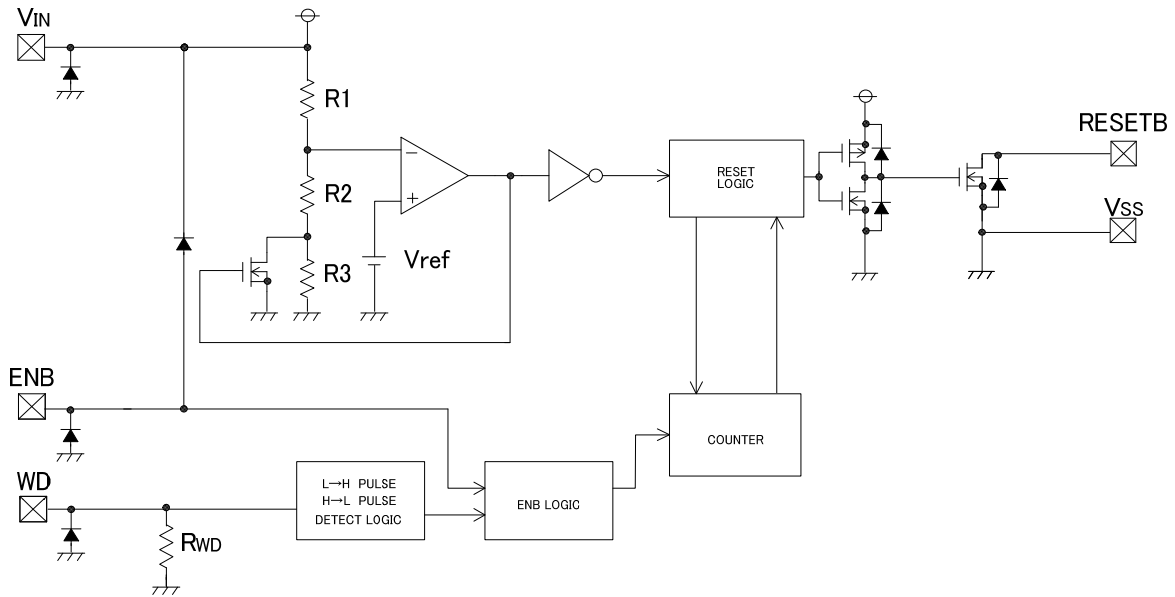 VIN
R1
RESETB
−
RESET
LOGIC
R2
+
VSS
Vref
R3
ENB
COUNTER
WD
L→H PULSE
H→L PULSE
DETECT LOGIC
ENB LOGIC
RWD